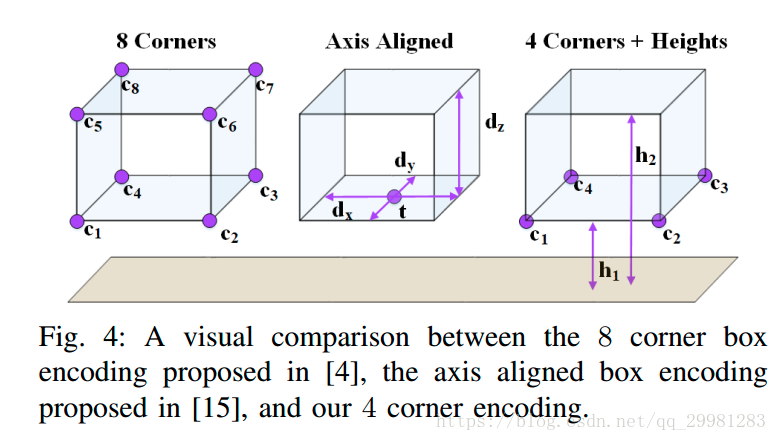 8 Corners
Axis Aligned
4 Corners + Heights
c8
c7
c5
c6
c4
c3
c1
c2
dz
dy
dx
t
h2
c4
c3
c1
c2
h1
Fig. 4: A visual comparison between the 8 corner box
encoding proposed in [4], the axis aligned box encoding
proposed in [15], and our 4 corner encoding.
https://blog.csdn.net/qq_29981283